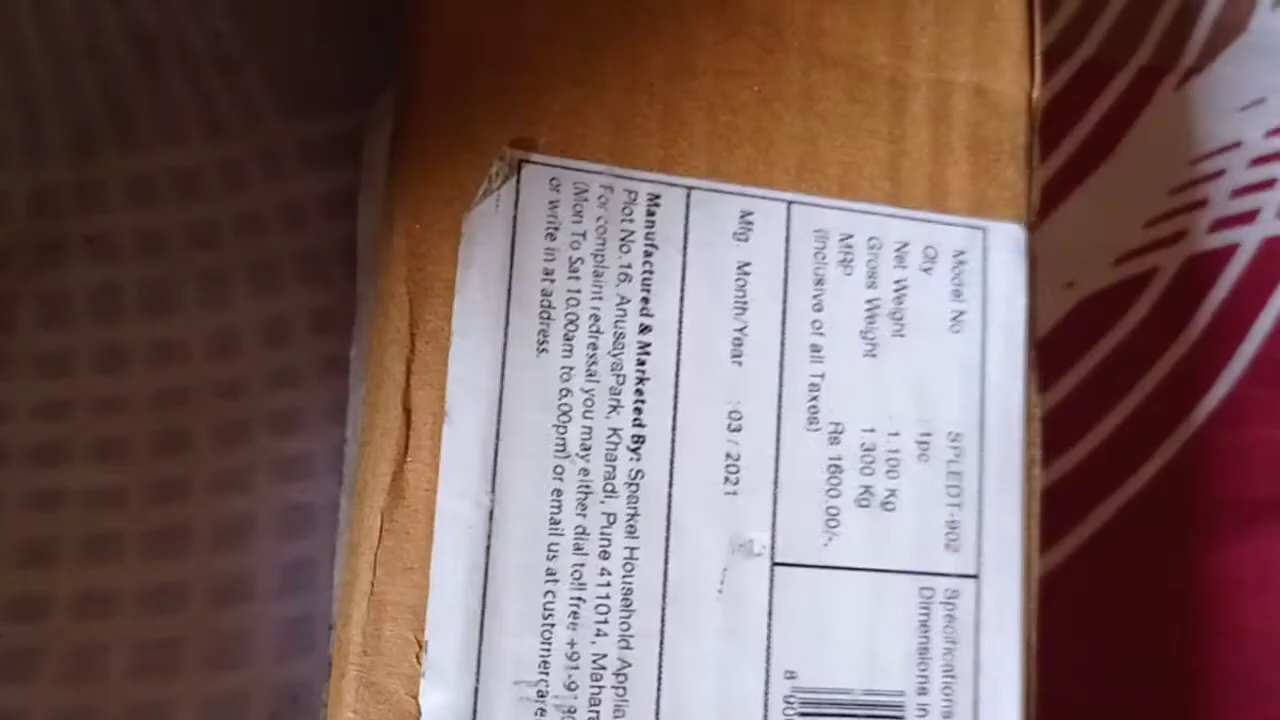 Model No : SPLEDT-902
Qty : 1pc
Net Weight : 1.100 Kg
Gross Weight 1.300 Kg
MRP : Rs 1600.00/-.
(Inclusive of all Taxes)
Specifications
Dimensions in
Mfg. Month/Year : 03 / 2021
Manufactured & Marketed By: Sparkel Household Applia
Plot No.16, AnusayaPark, Kharadi, Pune 411014, Mahara
For complaint redressal you may either dial toll free +91-9
(Mon To Sat 10.00am to 6.00pm) or email us at customercare
or write in at address.